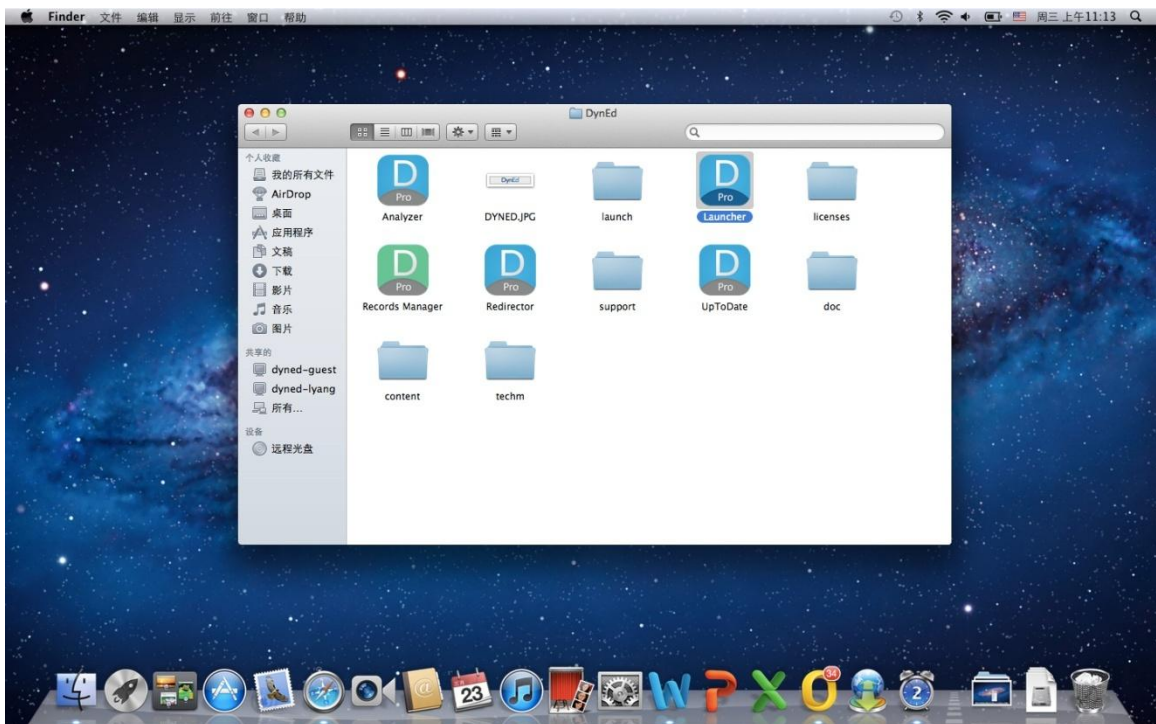 Finder 文件 编辑 显示 前往 窗口 帮助 周三上午11:13
DynEd
个人收藏
我的所有文件
AirDrop
桌面
应用程序
文稿
下载
影片
音乐
图片
共享的
dyned-guest
dyned-lyang
所有...
设备
远程光盘
D Pro
DynEd
D Pro
Analyzer DYNED.JPG launch Launcher licenses
D Pro
D Pro
D Pro
Records Manager Redirector support UpToDate doc
content techm
23
W P X O 34
2